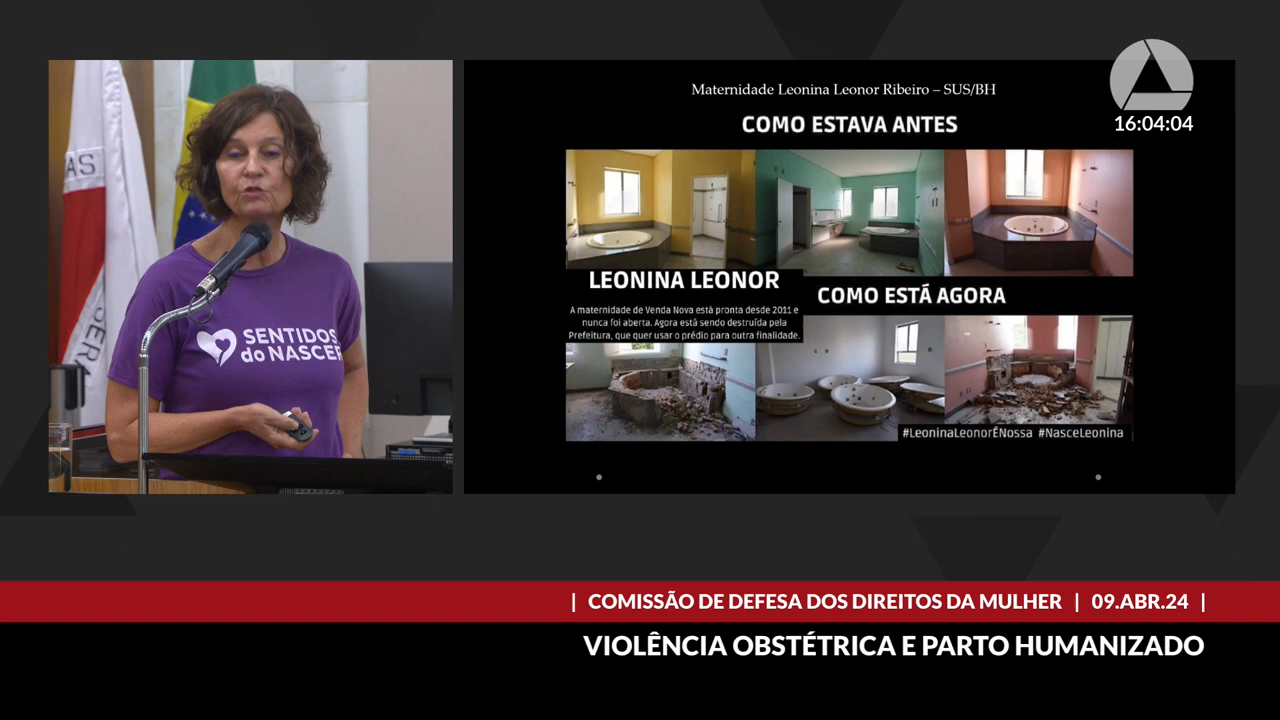 Maternidade Leonina Leonor Ribeiro – SUS/BH
COMO ESTAVA ANTES
16:04:04
AS
SENTIDOS
do NASCER
LEONINA LEONOR
A maternidade de Venda Nova está pronta desde 2011 e
nunca foi aberta. Agora está sendo destruída pela
Prefeitura, que quer usar o prédio para outra finalidade.
COMO ESTÁ AGORA
#LeoninaLeonorÉNossa #NasceLeonina
| COMISSÃO DE DEFESA DOS DIREITOS DA MULHER | 09.ABR.24 |
VIOLÊNCIA OBSTÉTRICA E PARTO HUMANIZADO